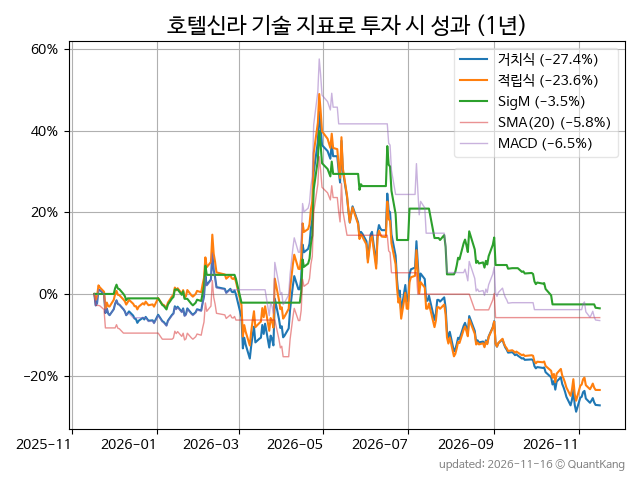 호텔신라 기술 지표로 투자 시 성과 (1년)
60%
40%
20%
0%
−20%
거치식 (−27.4%)
적립식 (−23.6%)
SigM (−3.5%)
SMA(20) (−5.8%)
MACD (−6.5%)
2025-11
2026-01
2026-03
2026-05
2026-07
2026-09
2026-11
updated: 2026-11-16 © QuantKang